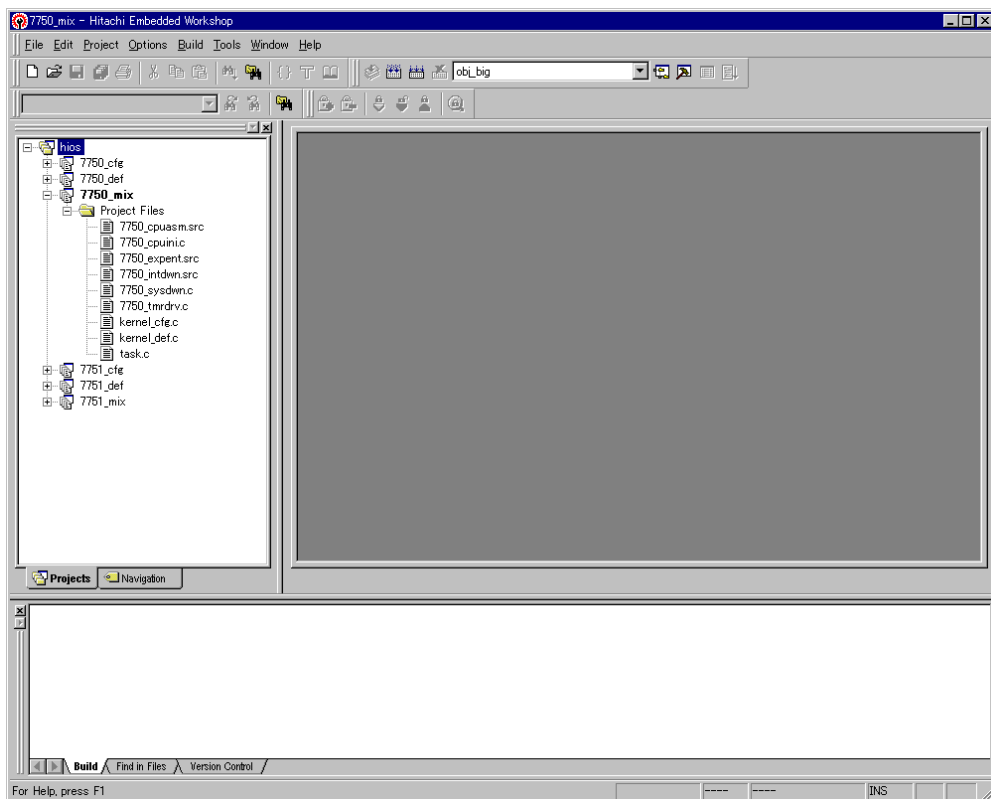 7750_mix - Hitachi Embedded Workshop
File Edit Project Options Build Tools Window Help
obj_big
hios
7750_cfg
7750_def
7750_mix
Project Files
7750_cpuasm.src
7750_cpuini.c
7750_expent.src
7750_intdwn.src
7750_sysdwn.c
7750_tmrdrv.c
kernel_cfg.c
kernel_def.c
task.c
7751_cfg
7751_def
7751_mix
Projects Navigation
Build Find in Files Version Control
For Help, press F1 ---- ---- INS